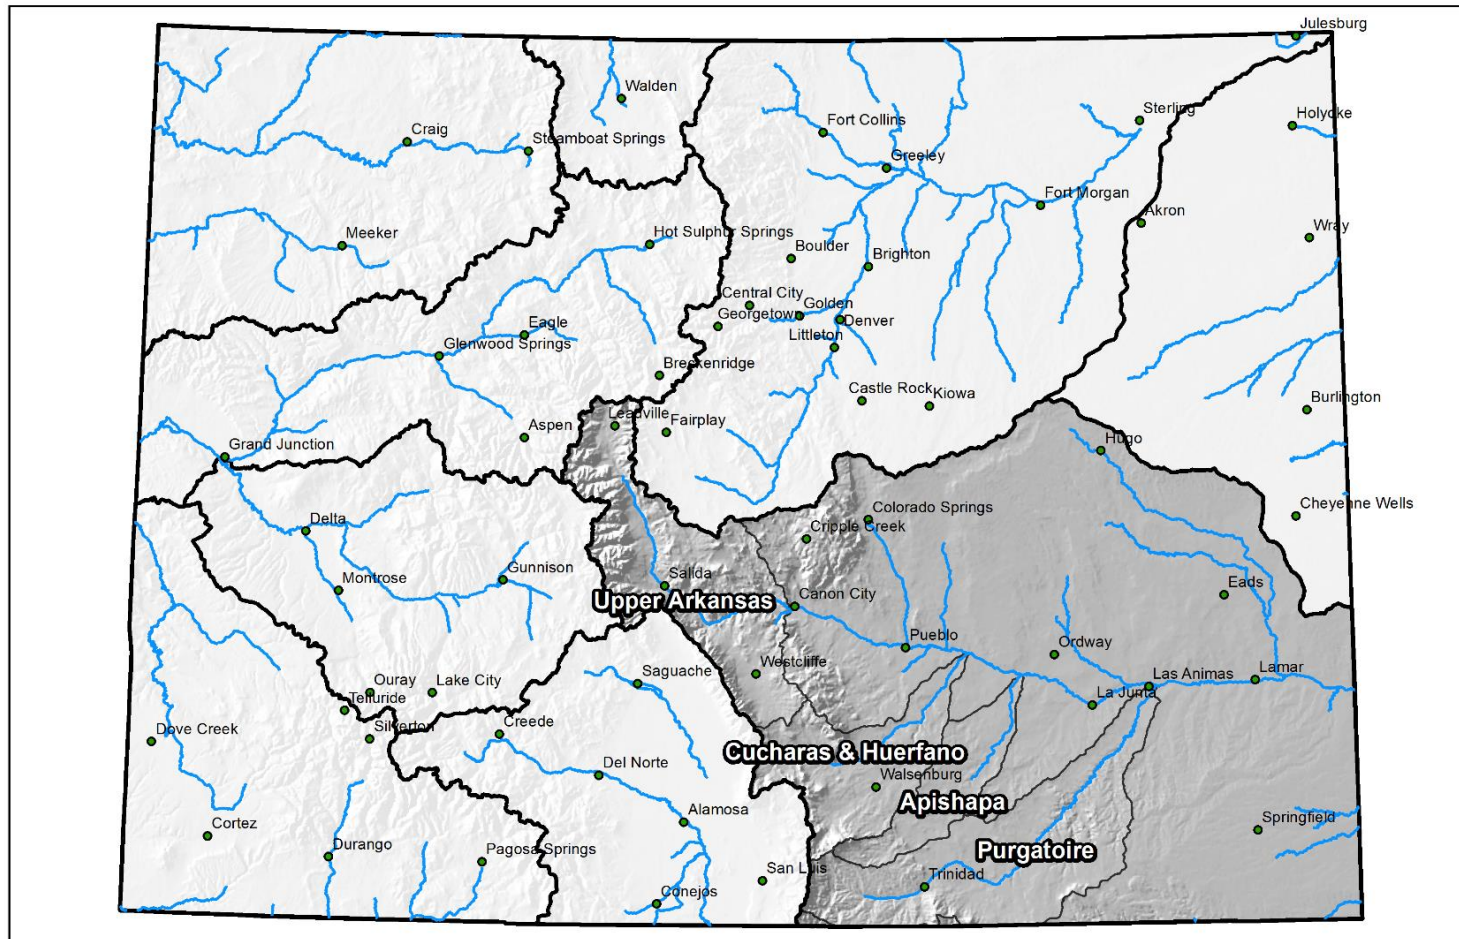 Julesburg
Walden
Sterling
Holyoke
Fort Collins
Craig
Steamboat Springs
Greeley
Fort Morgan
Akron
Wray
Hot Sulphur Springs
Meeker
Boulder
Brighton
Central City
Golden
Georgetown
Denver
Eagle
Littleton
Glenwood Springs
Breckenridge
Castle Rock
Kiowa
Burlington
Leadville
Fairplay
Aspen
Hugo
Grand Junction
Colorado Springs
Cheyenne Wells
Delta
Cripple Creek
Gunnison
Montrose
Salida
Eads
Upper Arkansas
Canon City
Pueblo
Ordway
Westcliffe
Saguache
Las Animas
Lamar
Ouray
Lake City
La Junta
Telluride
Dove Creek
Silverton
Creede
Cucharas & Huerfano
Del Norte
Walsenburg
Apishapa
Alamosa
Cortez
Springfield
Durango
Pagosa Springs
Purgatoire
San Luis
Trinidad
Conejos